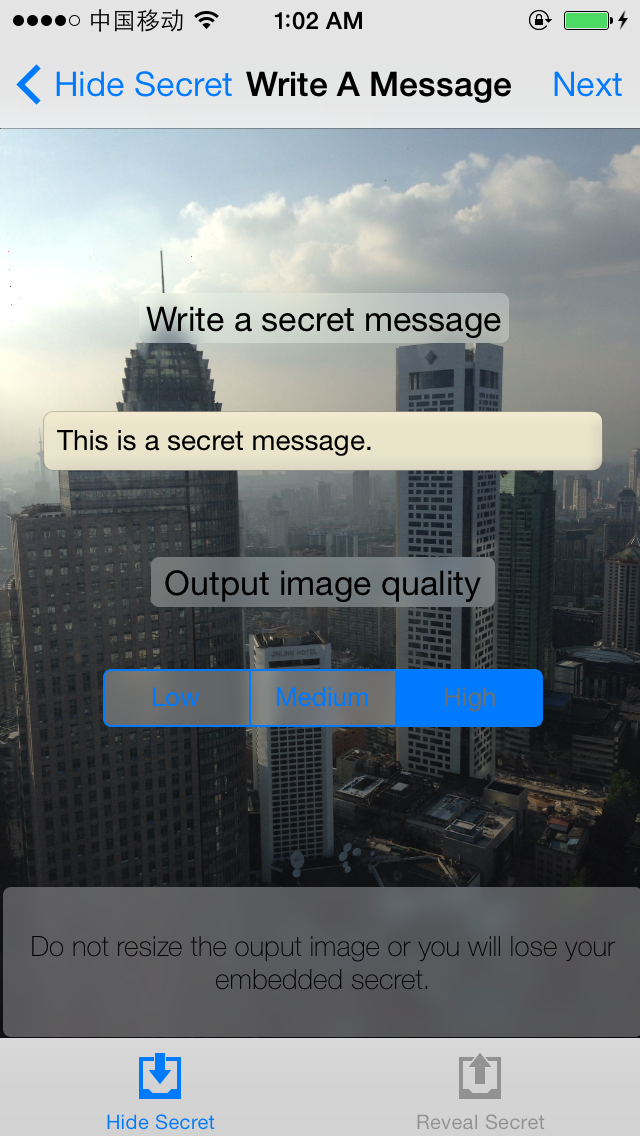 中国移动 1:02 AM
Hide Secret Write A Message Next
Write a secret message
This is a secret message.
Output image quality
JINLING HOTEL
Low Medium High
Do not resize the ouput image or you will lose your
embedded secret.
Hide Secret Reveal Secret